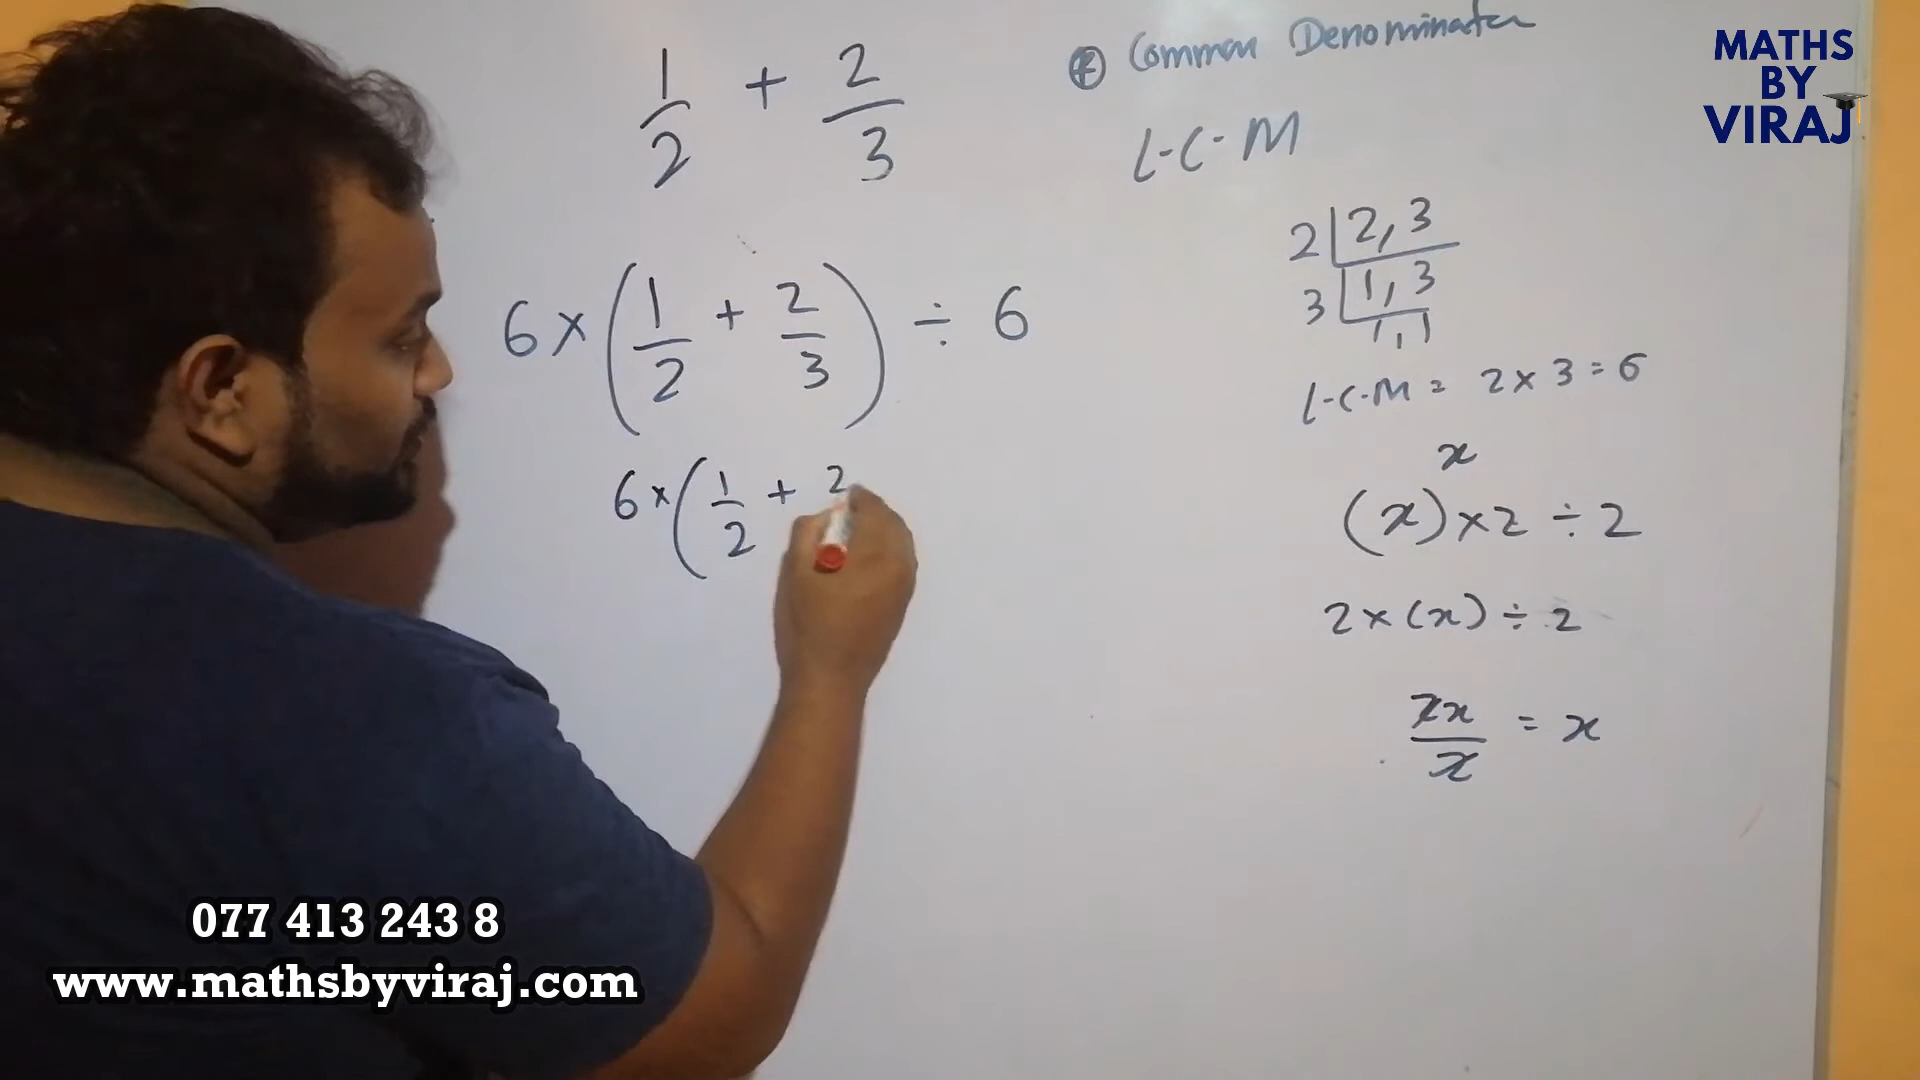 1/2 + 2/3
6 × (1/2 + 2/3) ÷ 6
6 × (1/2 + 2
Common Denominator
L-C-M
2 | 2, 3
3 | 1, 3
1, 1
L-C-M = 2 × 3 = 6
x
(x) × 2 ÷ 2
2 × (x) ÷ 2
2x/2 = x
MATHS
BY
VIRAJ
077 413 243 8
www.mathsbyviraj.com